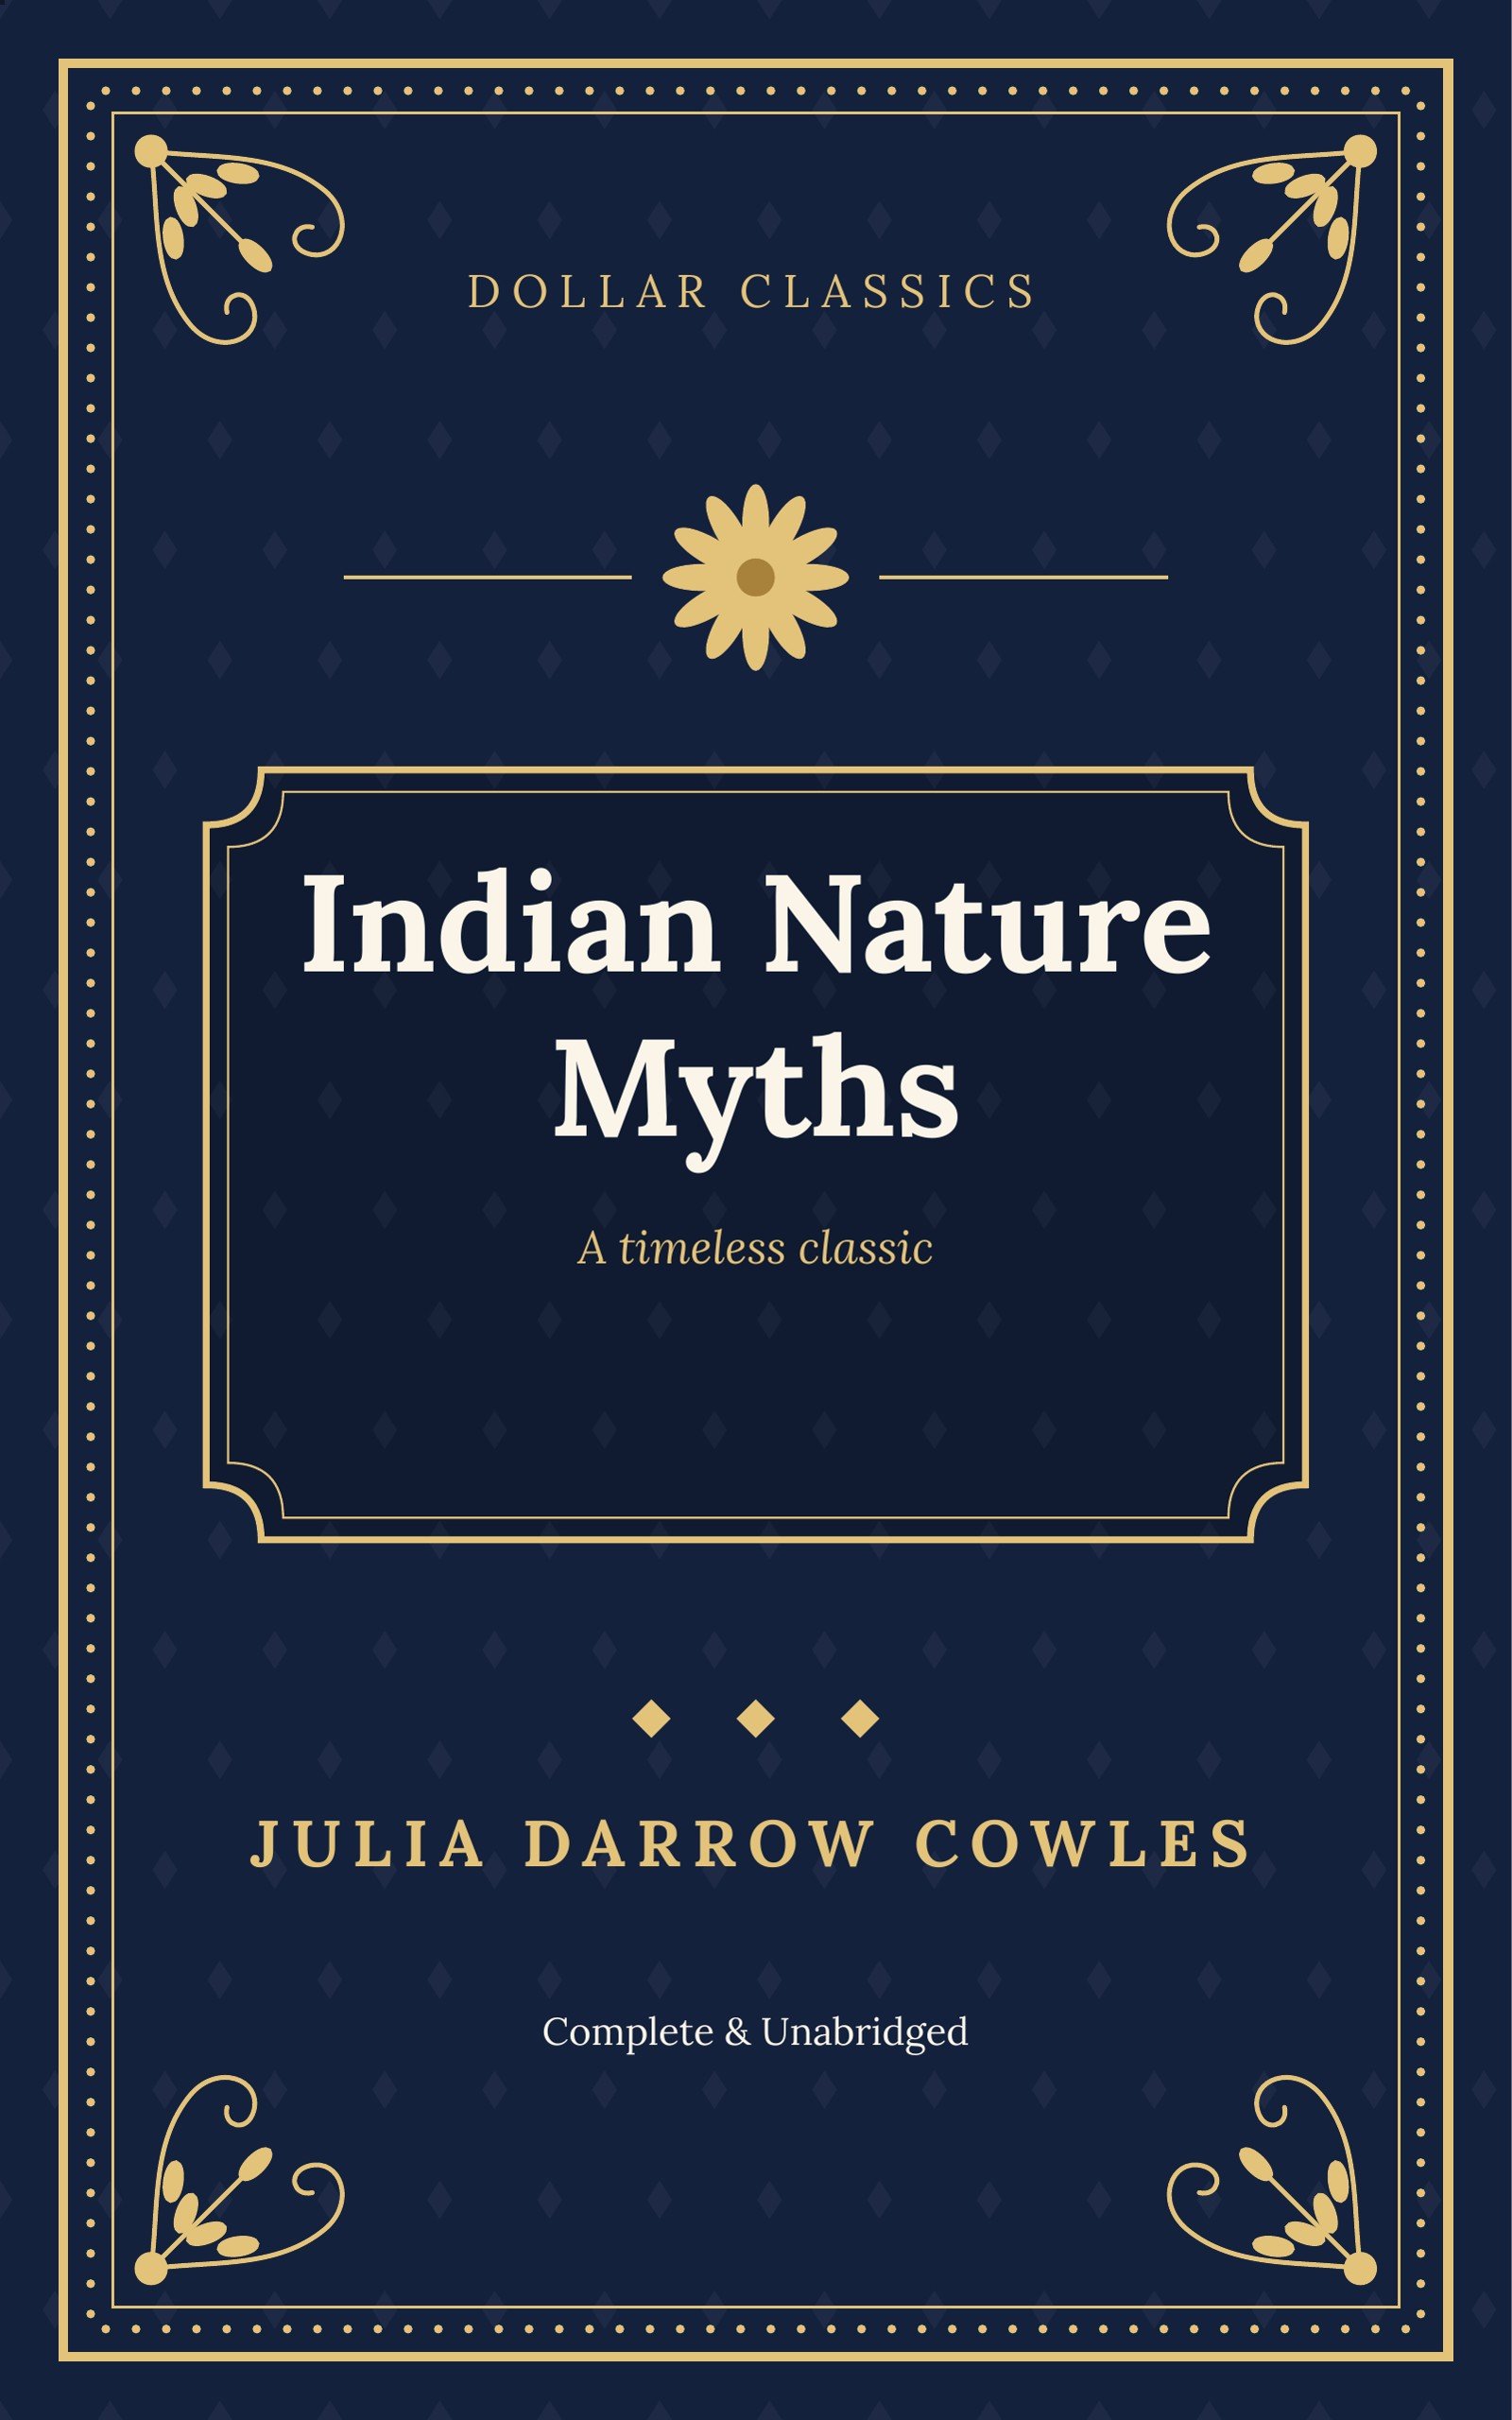 DOLLAR CLASSICS
Indian Nature
Myths
A timeless classic
JULIA DARROW COWLES
Complete & Unabridged